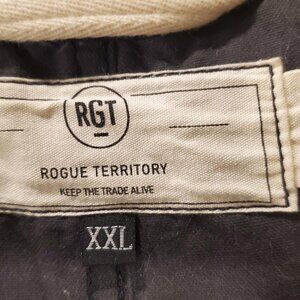 RGT
ROGUE TERRITORY
KEEP THE TRADE ALIVE
XXL